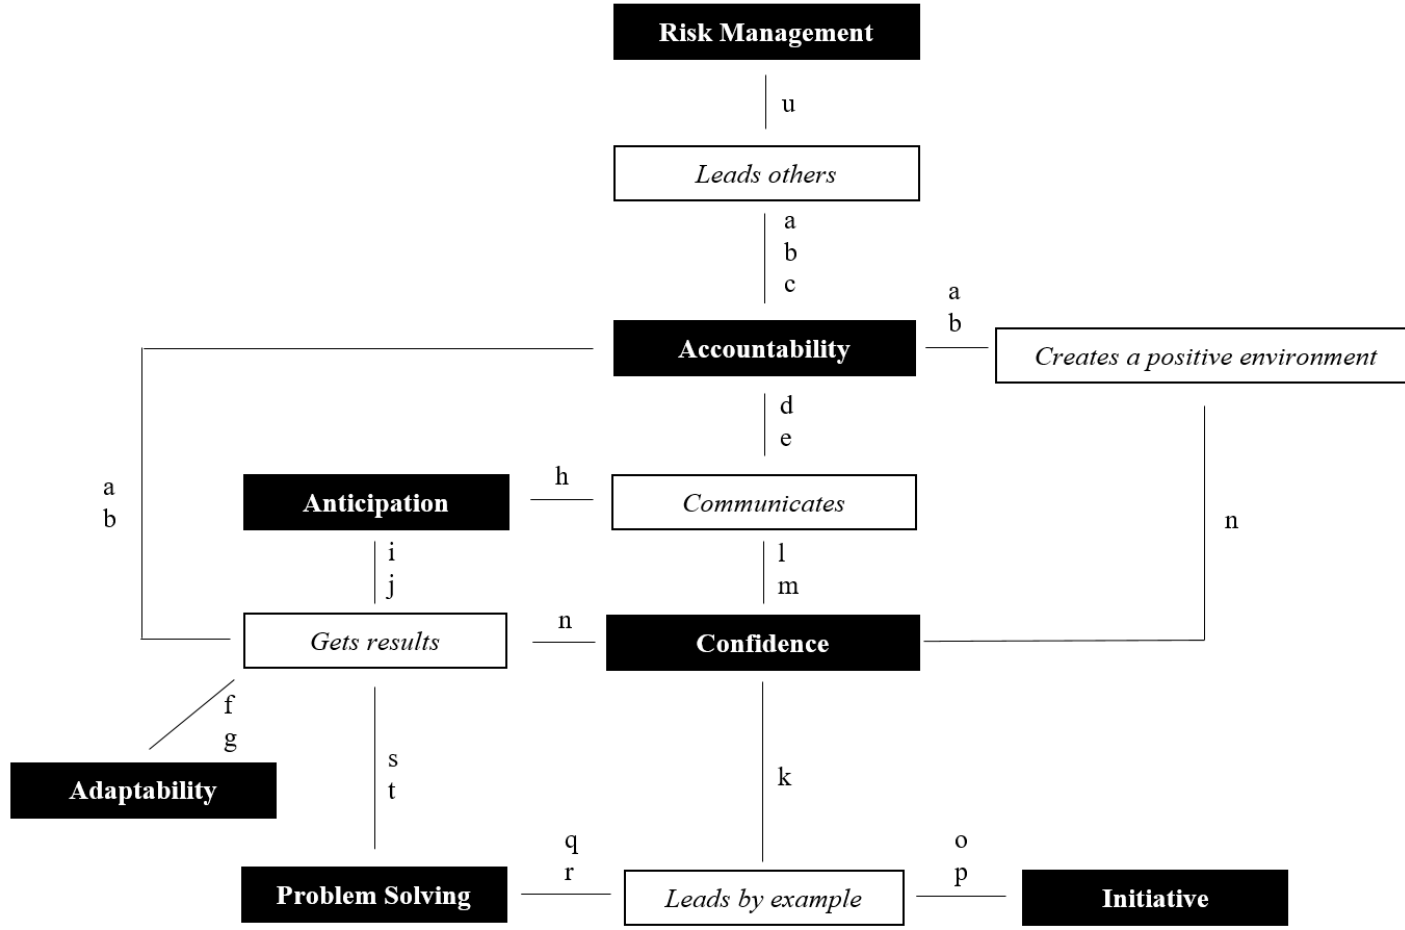 Risk Management
u
Leads others
a
b
c
a
b
Accountability
Creates a positive environment
d
e
a
b
h
Anticipation
Communicates
n
i
j
l
m
Gets results
n
Confidence
f
g
s
t
k
Adaptability
q
r
o
p
Problem Solving
Leads by example
Initiative